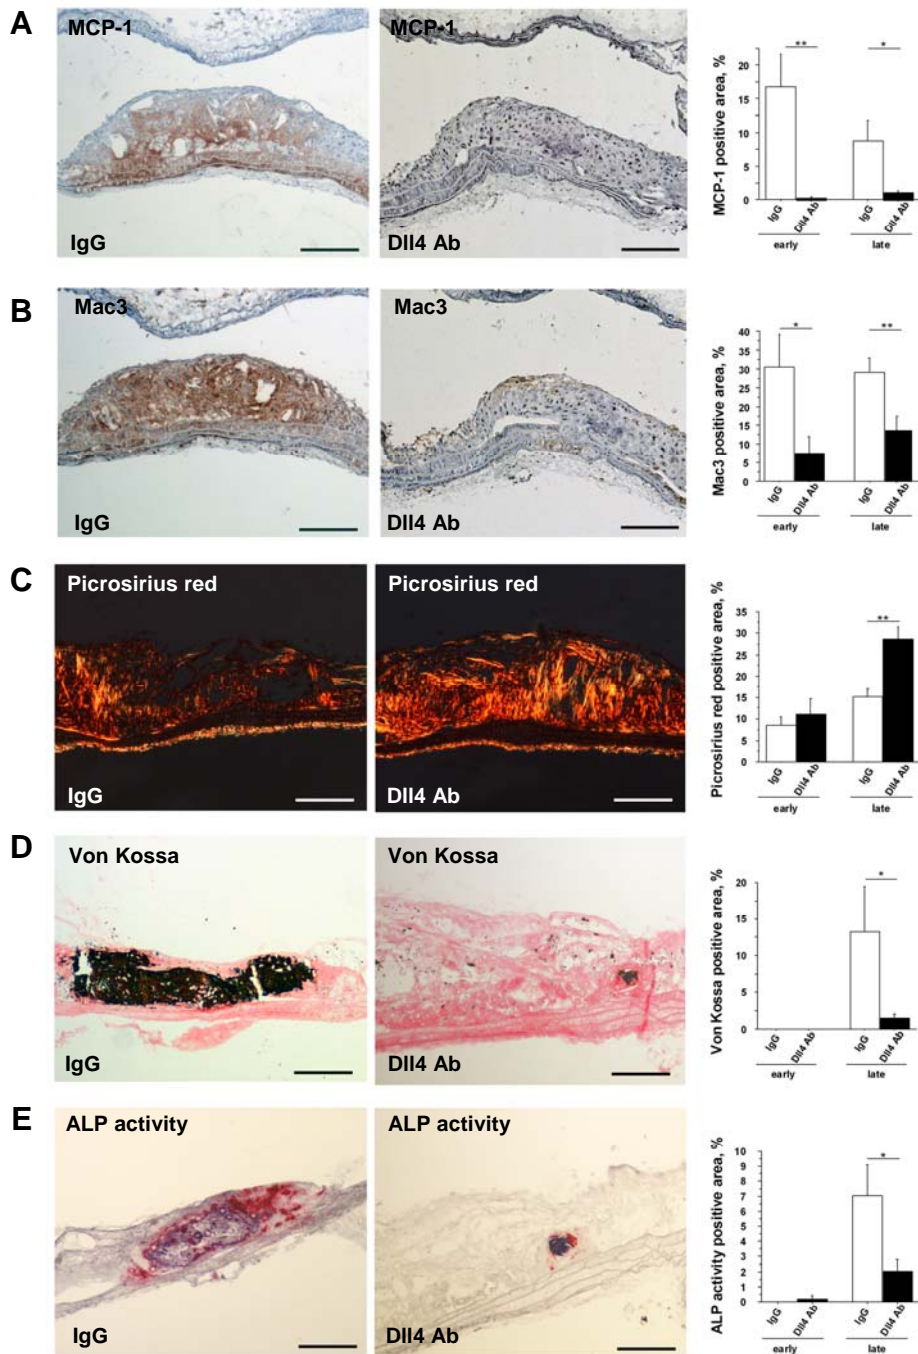 A
MCP-1
IgG
MCP-1
Dll4 Ab
MCP-1 positive area, %
20
15
10
5
0
**
*
IgG
Dll4 Ab
IgG
Dll4 Ab
early
late
B
Mac3
IgG
Mac3
Dll4 Ab
Mac3 positive area, %
40
35
30
25
20
15
10
5
0
*
**
IgG
Dll4 Ab
IgG
Dll4 Ab
early
late
C
Picrosirius red
IgG
Picrosirius red
Dll4 Ab
Picrosirius red positive area, %
35
30
25
20
15
10
5
0
**
IgG
Dll4 Ab
IgG
Dll4 Ab
early
late
D
Von Kossa
IgG
Von Kossa
Dll4 Ab
Von Kossa positive area, %
20
15
10
5
0
*
IgG
Dll4 Ab
IgG
Dll4 Ab
early
late
E
ALP activity
IgG
ALP activity
Dll4 Ab
ALP activity positive area, %
10
9
8
7
6
5
4
3
2
1
0
*
IgG
Dll4 Ab
IgG
Dll4 Ab
early
late